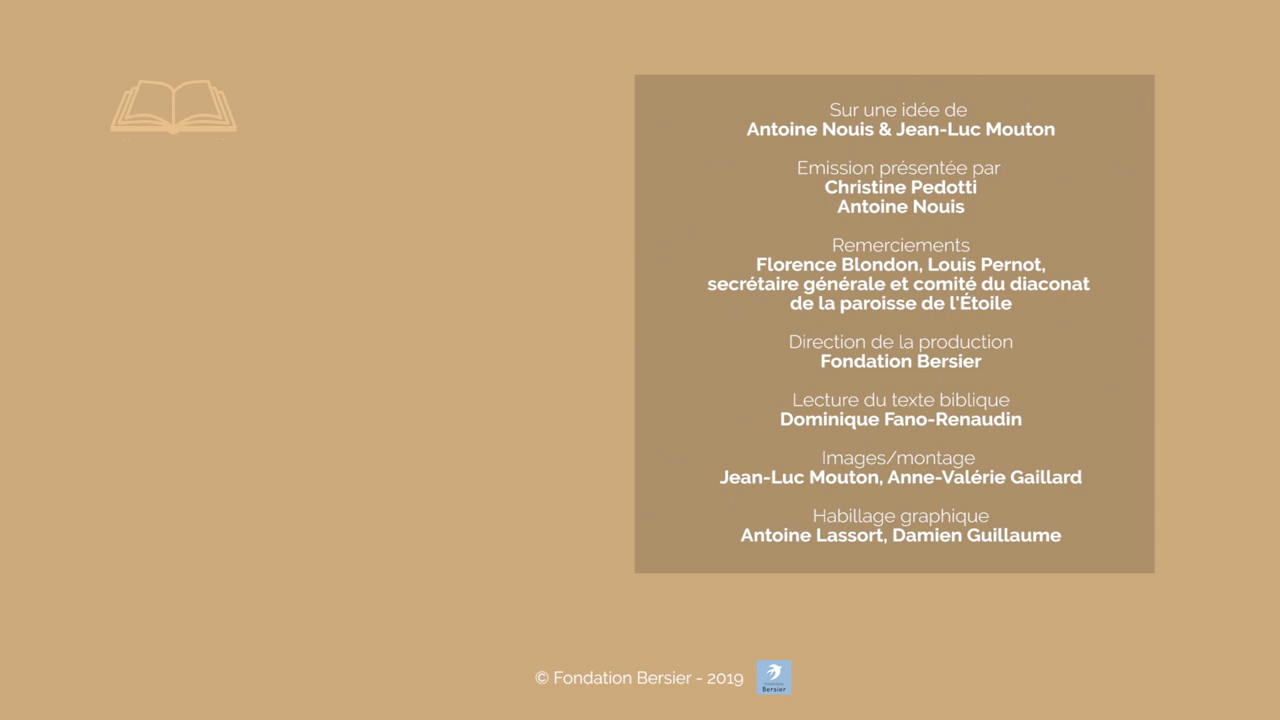 Sur une idée de
Antoine Nouis & Jean-Luc Mouton
Emission présentée par
Christine Pedotti
Antoine Nouis
Remerciements
Florence Blondon, Louis Pernot,
secrétaire générale et comité du diaconat
de la paroisse de l'Étoile
Direction de la production
Fondation Bersier
Lecture du texte biblique
Dominique Fano-Renaudin
Images/montage
Jean-Luc Mouton, Anne-Valérie Gaillard
Habillage graphique
Antoine Lassort, Damien Guillaume
© Fondation Bersier - 2019
Bersier